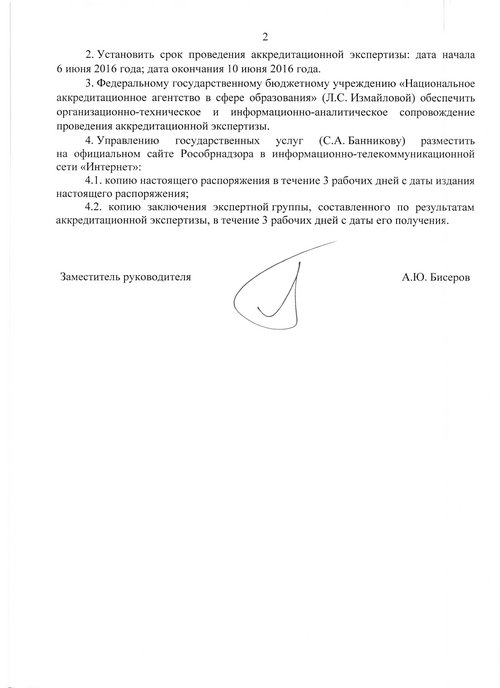 2
2. Установить срок проведения аккредитационной экспертизы: дата начала
6 июня 2016 года; дата окончания 10 июня 2016 года.
3. Федеральному государственному бюджетному учреждению «Национальное
аккредитационное агентство в сфере образования» (Л.С. Измайловой) обеспечить
организационно-техническое и информационно-аналитическое сопровождение
проведения аккредитационной экспертизы.
4. Управлению государственных услуг (С.А. Банникову) разместить
на официальном сайте Рособрнадзора в информационно-телекоммуникационной
сети «Интернет»:
4.1. копию настоящего распоряжения в течение 3 рабочих дней с даты издания
настоящего распоряжения;
4.2. копию заключения экспертной группы, составленного по результатам
аккредитационной экспертизы, в течение 3 рабочих дней с даты его получения.
Заместитель руководителя А.Ю. Бисеров